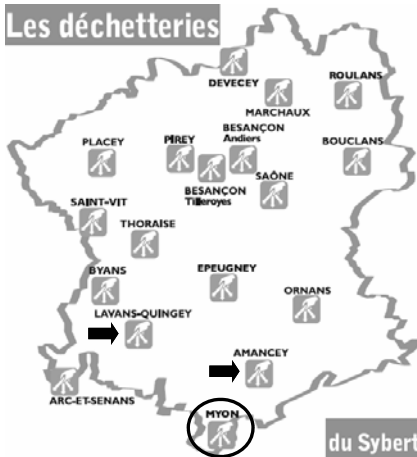 Les déchetteries
DEVECEY
ROULANS
MARCHAUX
BESANÇON
Andiers
PLACEY
PIREY
BOUCLANS
BESANÇON
Tilleroyes
SAÔNE
SAINT-VIT
THORAISE
BYANS
EPEUGNEY
ORNANS
LAVANS-QUINGEY
AMANCEY
ARC-ET-SENANS
MYON
du Sybert